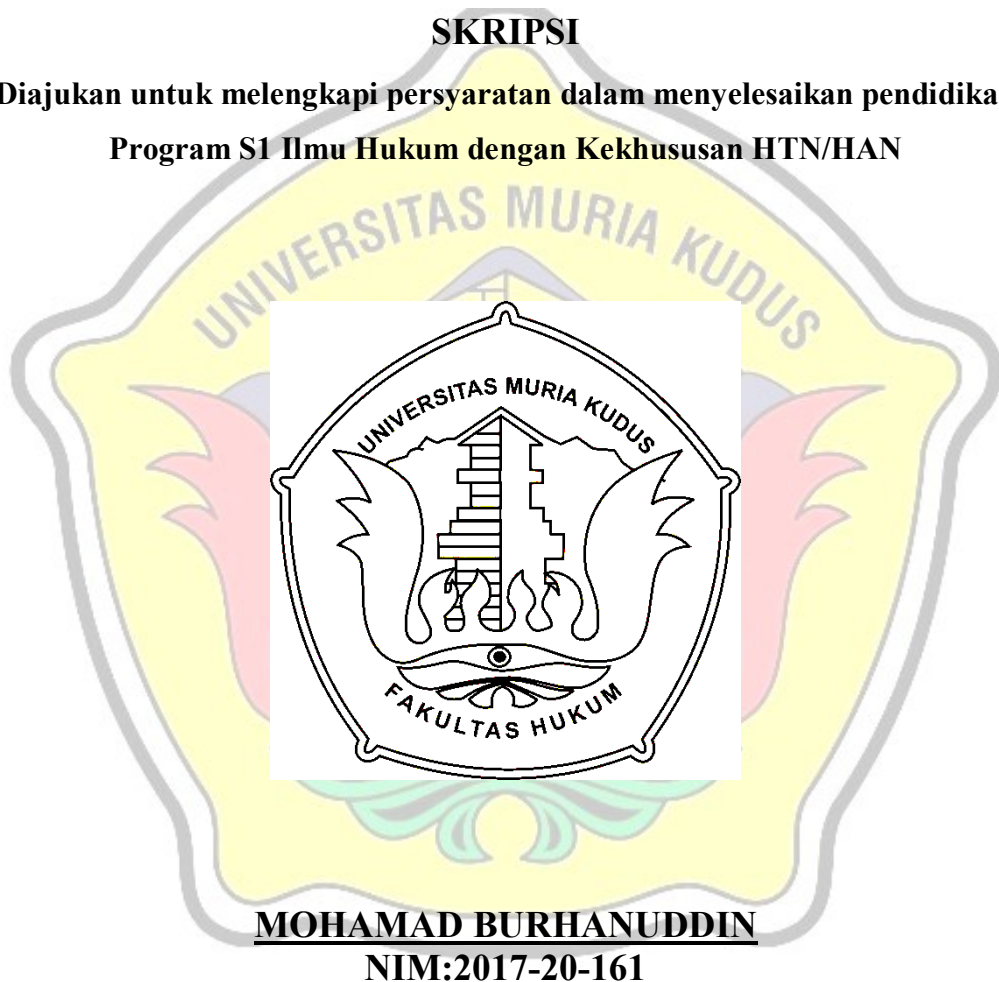 SKRIPSI
Diajukan untuk melengkapi persyaratan dalam menyelesaikan pendidika
Program S1 Ilmu Hukum dengan Kekhususan HTN/HAN
UNIVERSITAS MURIA KUDUS
UNIVERSITAS MURIA KUDUS
FAKULTAS HUKUM
MOHAMAD BURHANUDDIN
NIM:2017-20-161